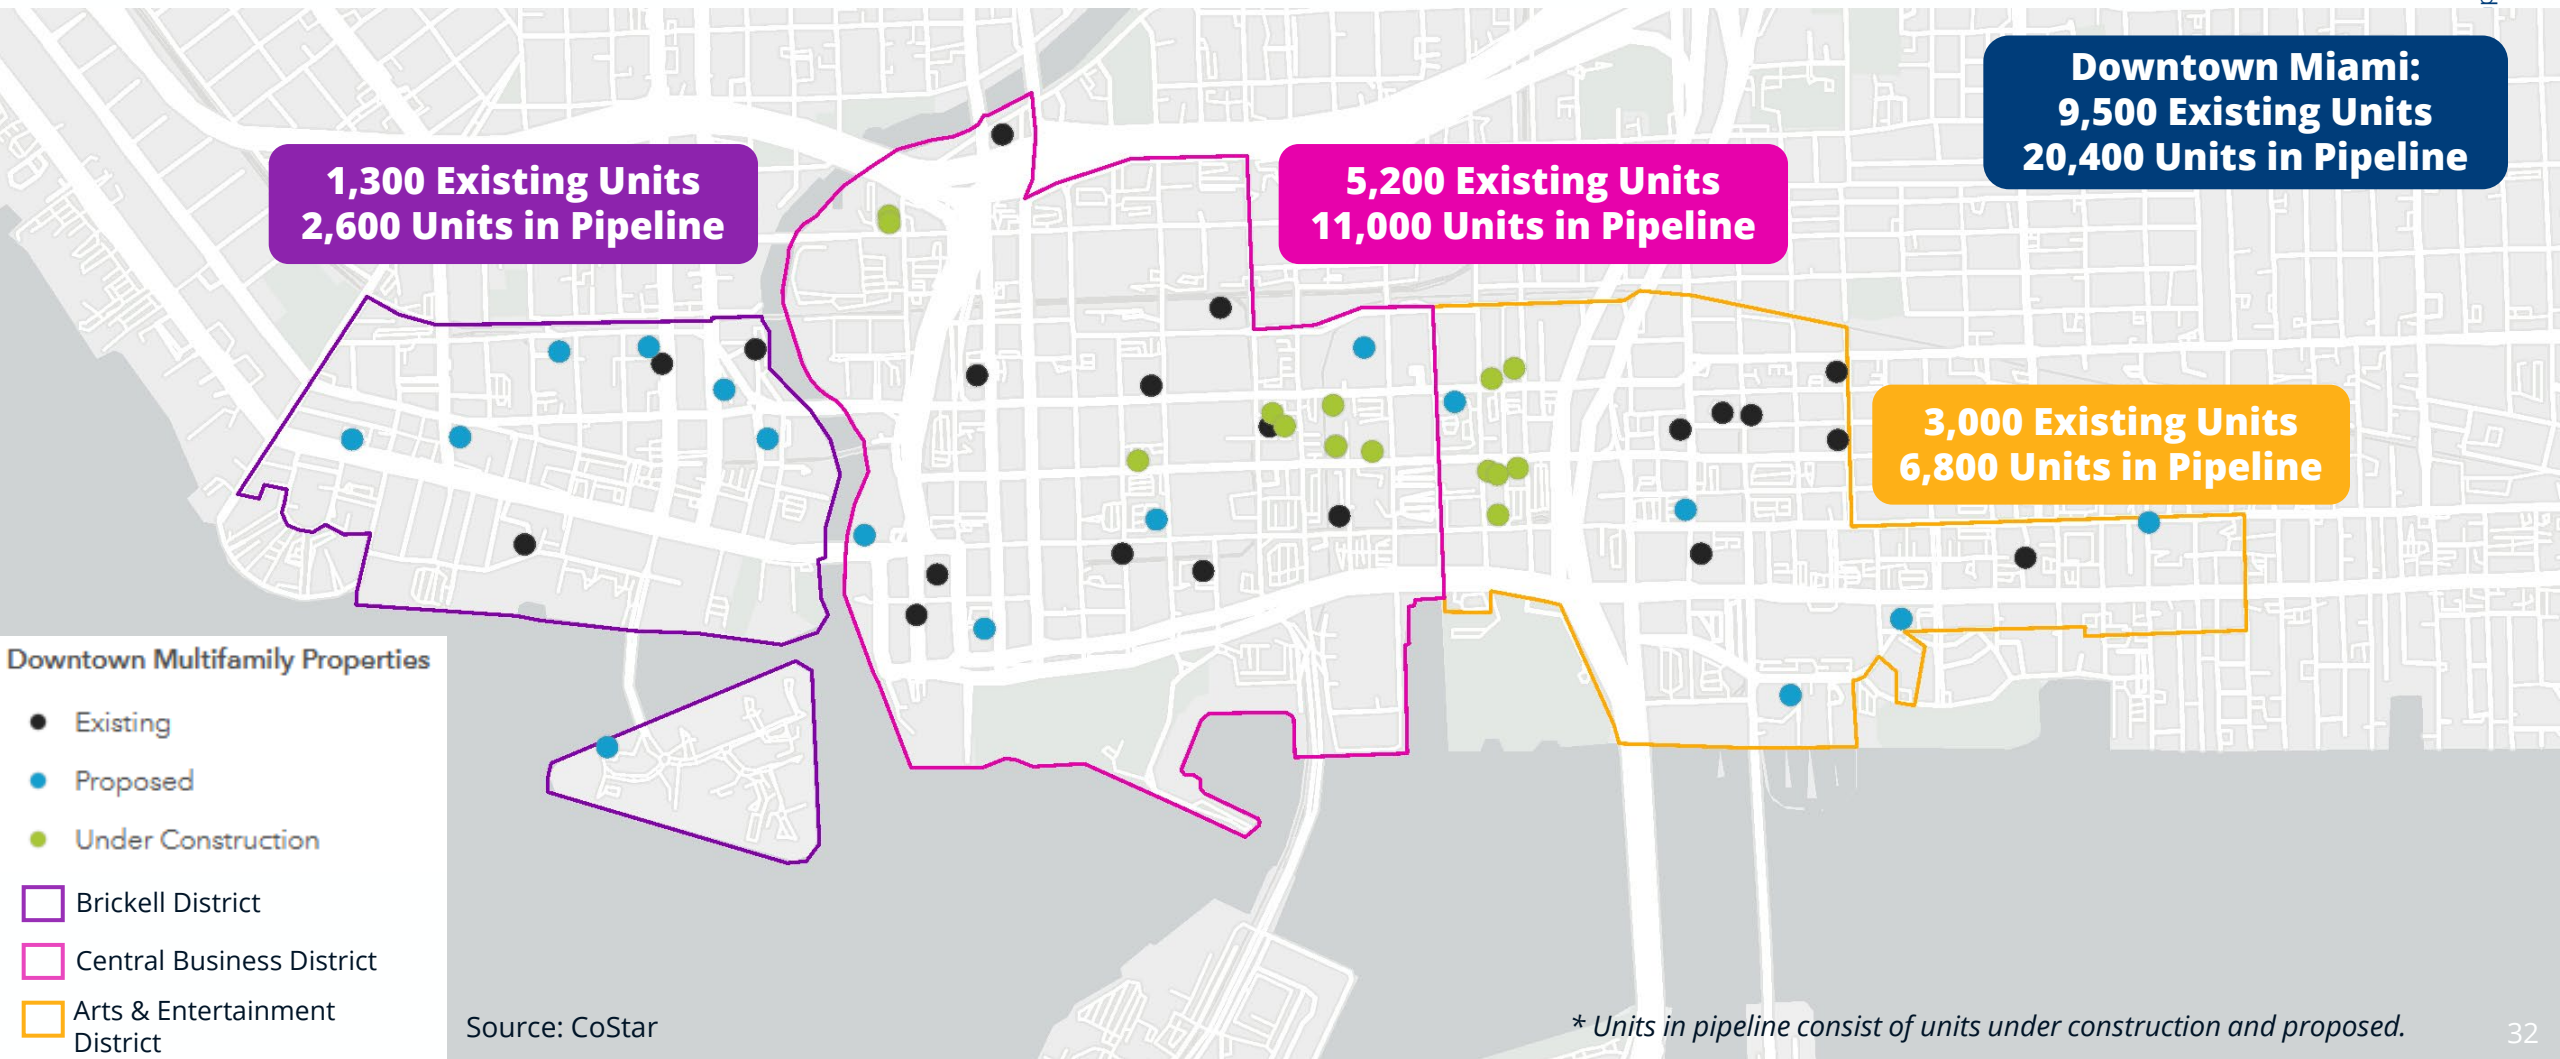 Downtown Miami:
9,500 Existing Units
20,400 Units in Pipeline
1,300 Existing Units
2,600 Units in Pipeline
5,200 Existing Units
11,000 Units in Pipeline
3,000 Existing Units
6,800 Units in Pipeline
Downtown Multifamily Properties
Existing
Proposed
Under Construction
Brickell District
Central Business District
Arts & Entertainment
District
Source: CoStar
* Units in pipeline consist of units under construction and proposed.
32